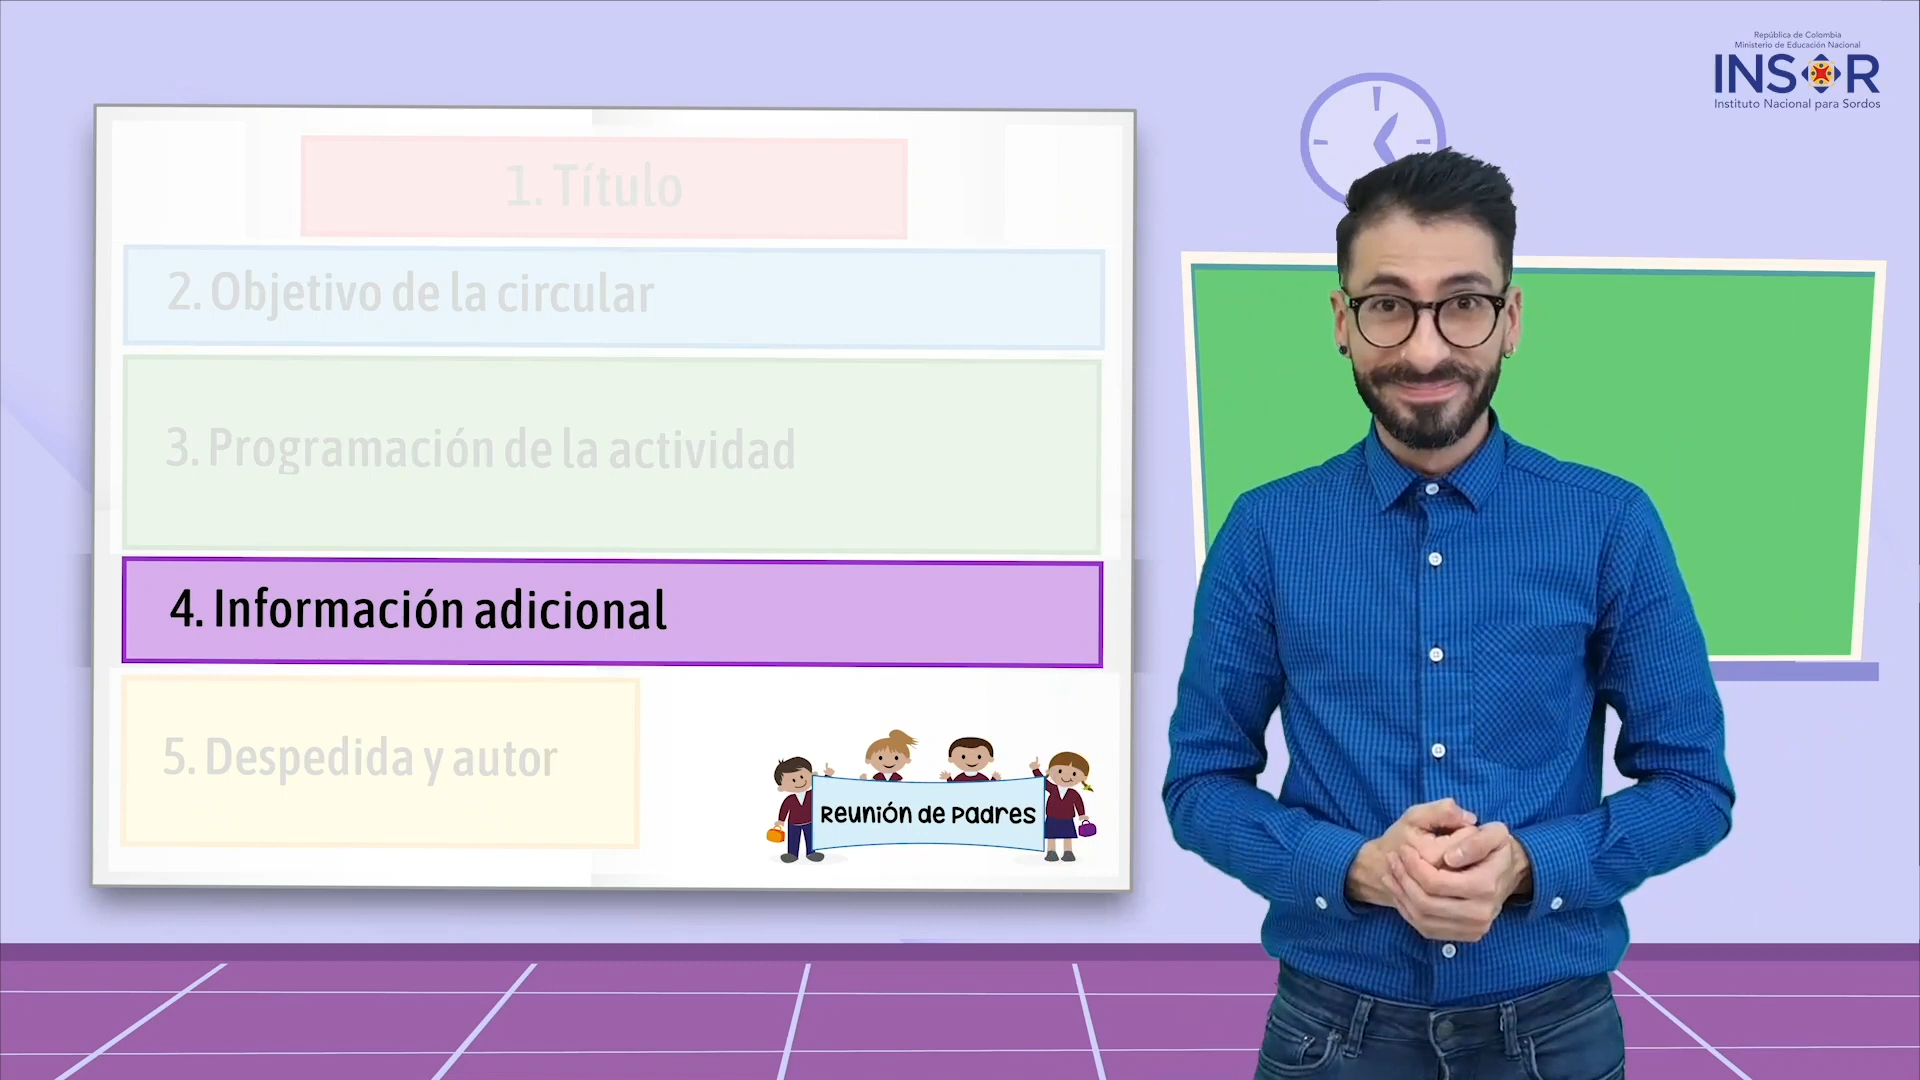 República de Colombia
Ministerio de Educación Nacional
INSOR
Instituto Nacional para Sordos
1. Título
2. Objetivo de la circular
3. Programación de la actividad
4. Información adicional
5. Despedida y autor
Reunión de Padres